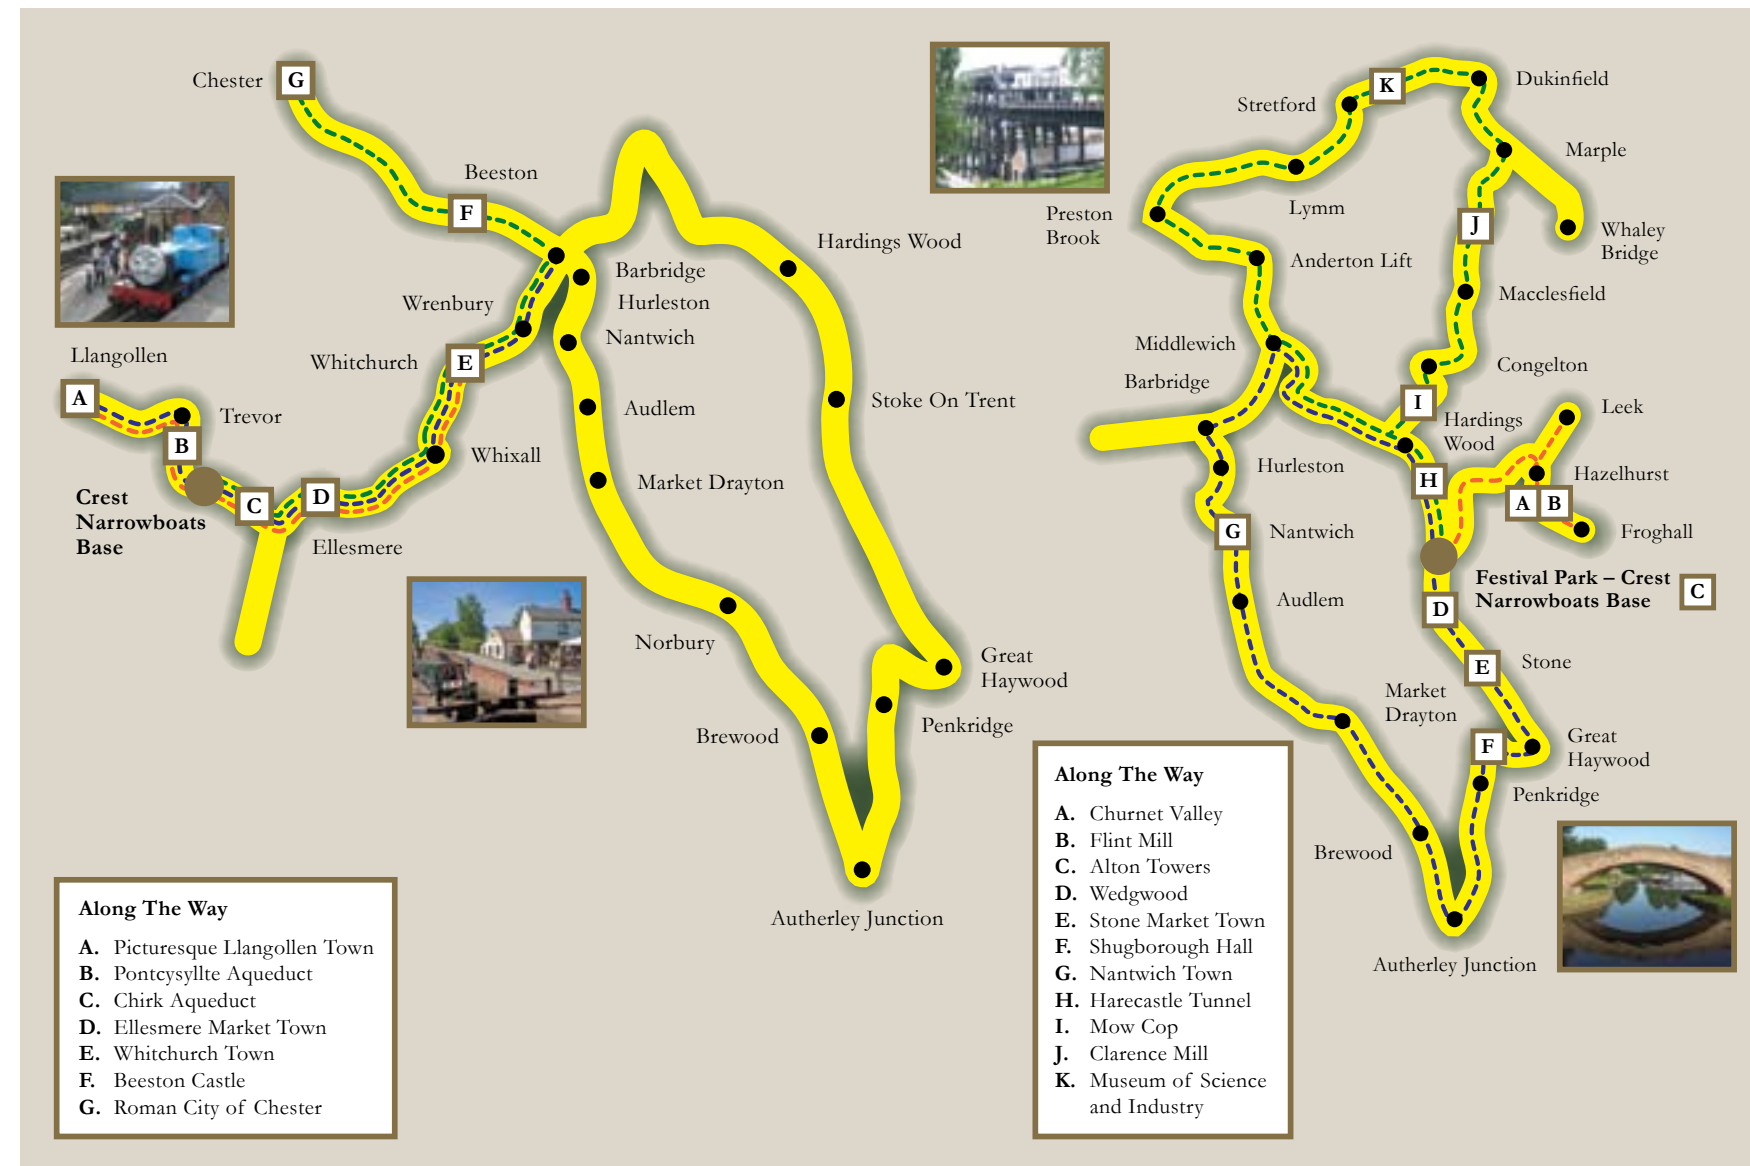 Chester
G
Beeston
F
Hardings Wood
Barbridge
Hurleston
Wrenbury
Nantwich
Llangollen
Whitchurch
E
A
Trevor
B
Audlem
Stoke On Trent
Whixall
Market Drayton
Crest
Narrowboats
Base
C
D
Ellesmere
Norbury
Great
Haywood
Brewood
Penkridge
Autherley Junction
Along The Way
A. Picturesque Llangollen Town
B. Pontcysyllte Aqueduct
C. Chirk Aqueduct
D. Ellesmere Market Town
E. Whitchurch Town
F. Beeston Castle
G. Roman City of Chester
K
Dukinfield
Stretford
Marple
Lymm
Preston
Brook
J
Whaley
Bridge
Anderton Lift
Macclesfield
Middlewich
Congelton
Barbridge
I
Hardings
Wood
Leek
Hurleston
H
Hazelhurst
A B
Nantwich
G
Froghall
Festival Park – Crest
Narrowboats Base
C
Audlem
D
Stone
E
Market
Drayton
F
Great
Haywood
Penkridge
Brewood
Autherley Junction
Along The Way
A. Churnet Valley
B. Flint Mill
C. Alton Towers
D. Wedgwood
E. Stone Market Town
F. Shugborough Hall
G. Nantwich Town
H. Harecastle Tunnel
I. Mow Cop
J. Clarence Mill
K. Museum of Science
and Industry